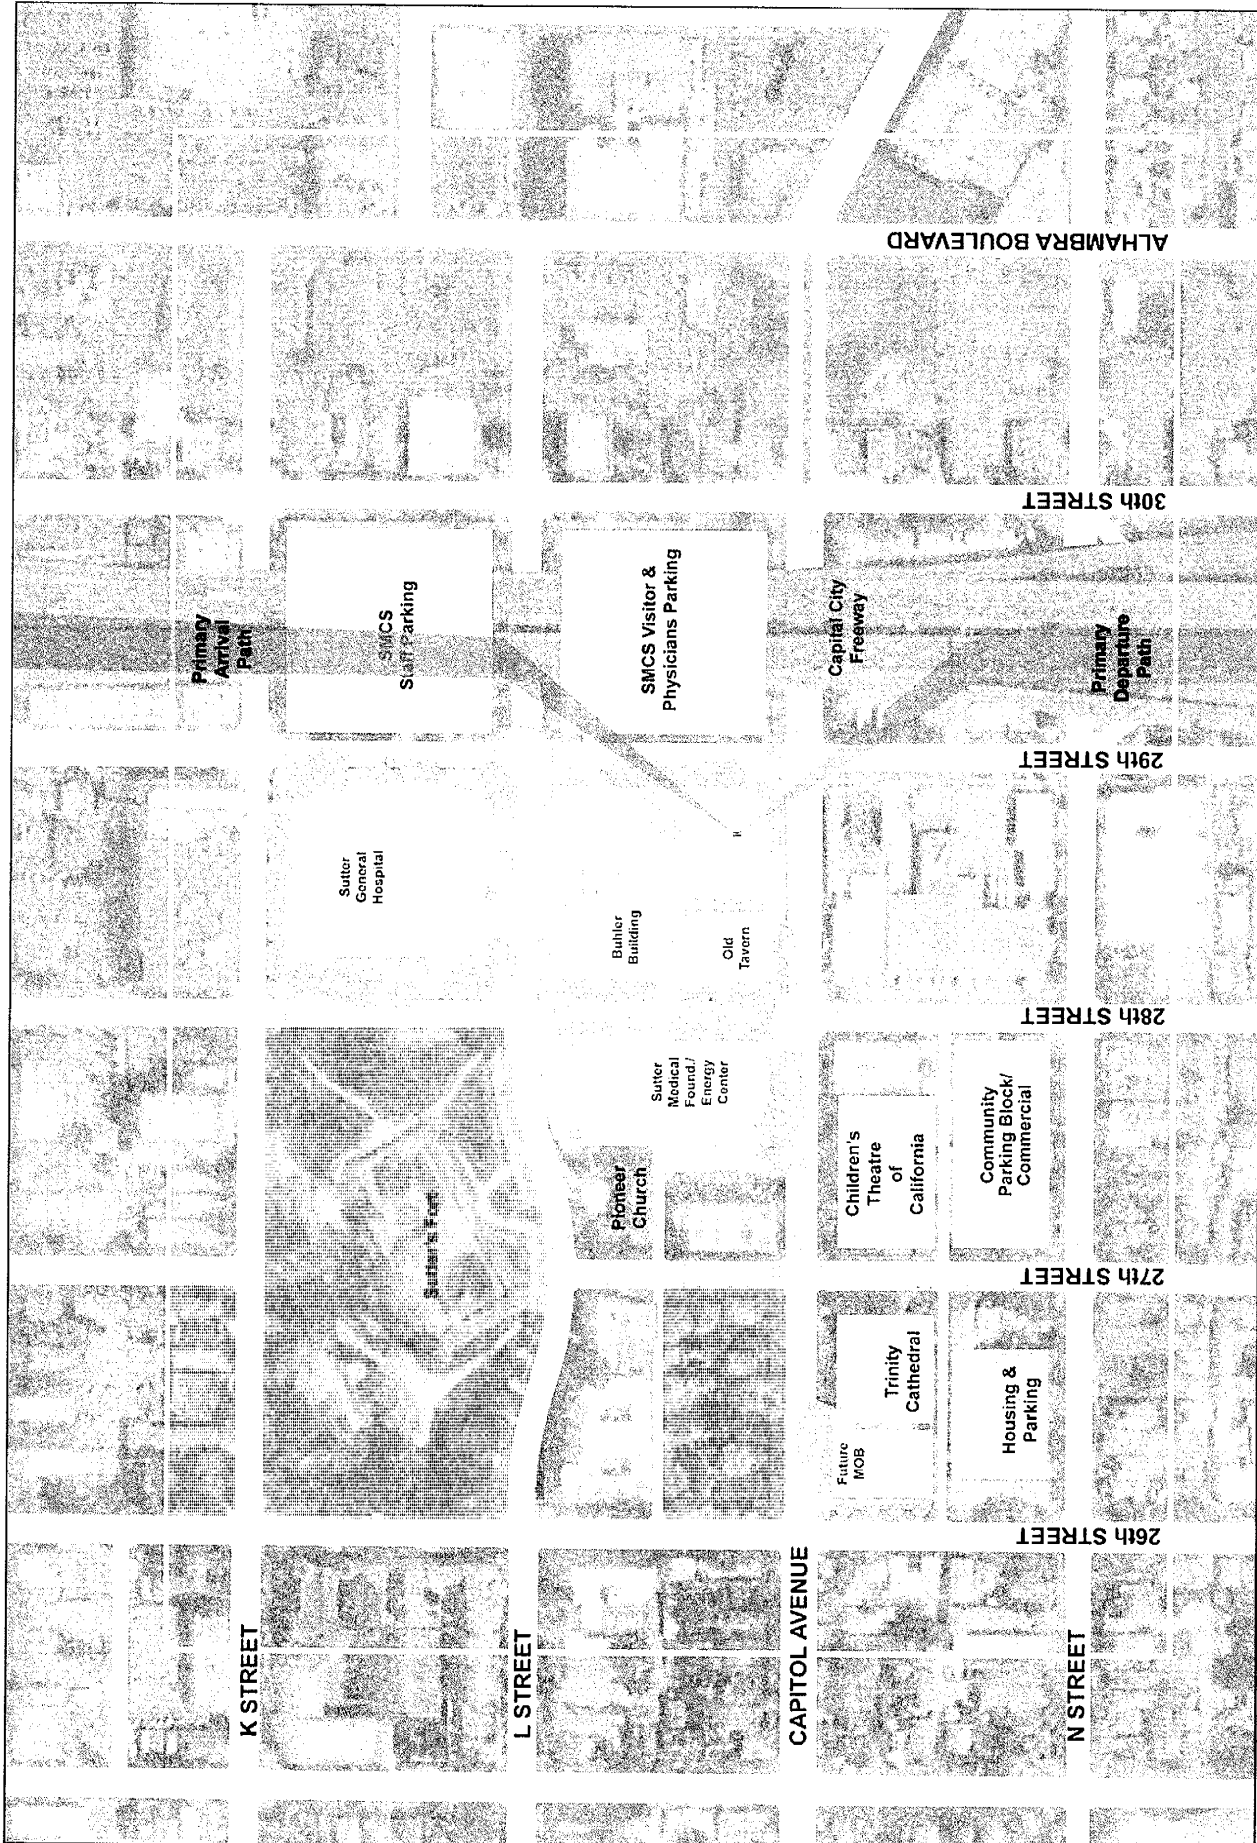 ALHAMBRA BOULEVARD
30th STREET
Primary
Arrival
Path
SMCS
Staff Parking
SMCS Visitor &
Physicians Parking
Capital City
Freeway
Primary
Departure
Path
29th STREET
Sutter
General
Hospital
Buhler
Building
Old
Tavern
H
28th STREET
Sutter
Medical
Found./
Energy
Center
Pioneer
Church
Children's
Theatre
of
California
Community
Parking Block/
Commercial
Sutter's Fort
27th STREET
Trinity
Cathedral
Future
MOB
Housing &
Parking
26th STREET
K STREET
L STREET
CAPITOL AVENUE
N STREET